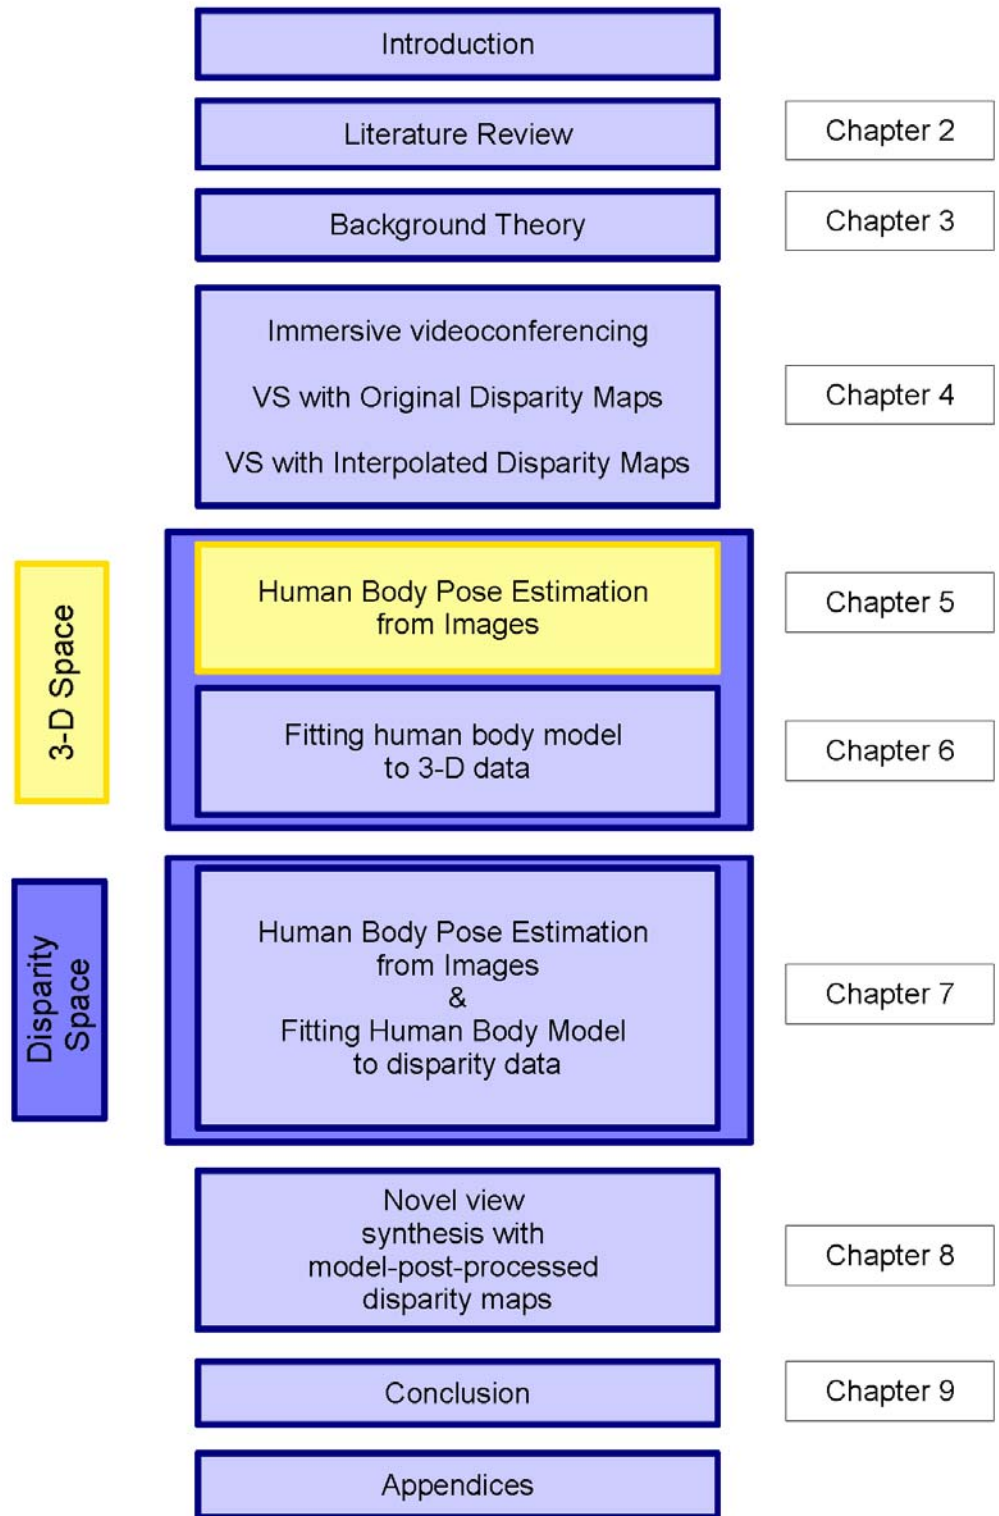 Introduction
Literature Review
Chapter 2
Background Theory
Chapter 3
Immersive videoconferencing
VS with Original Disparity Maps
VS with Interpolated Disparity Maps
Chapter 4
3-D Space
Human Body Pose Estimation
from Images
Chapter 5
Fitting human body model
to 3-D data
Chapter 6
Disparity
Space
Human Body Pose Estimation
from Images
&
Fitting Human Body Model
to disparity data
Chapter 7
Novel view
synthesis with
model-post-processed
disparity maps
Chapter 8
Conclusion
Chapter 9
Appendices